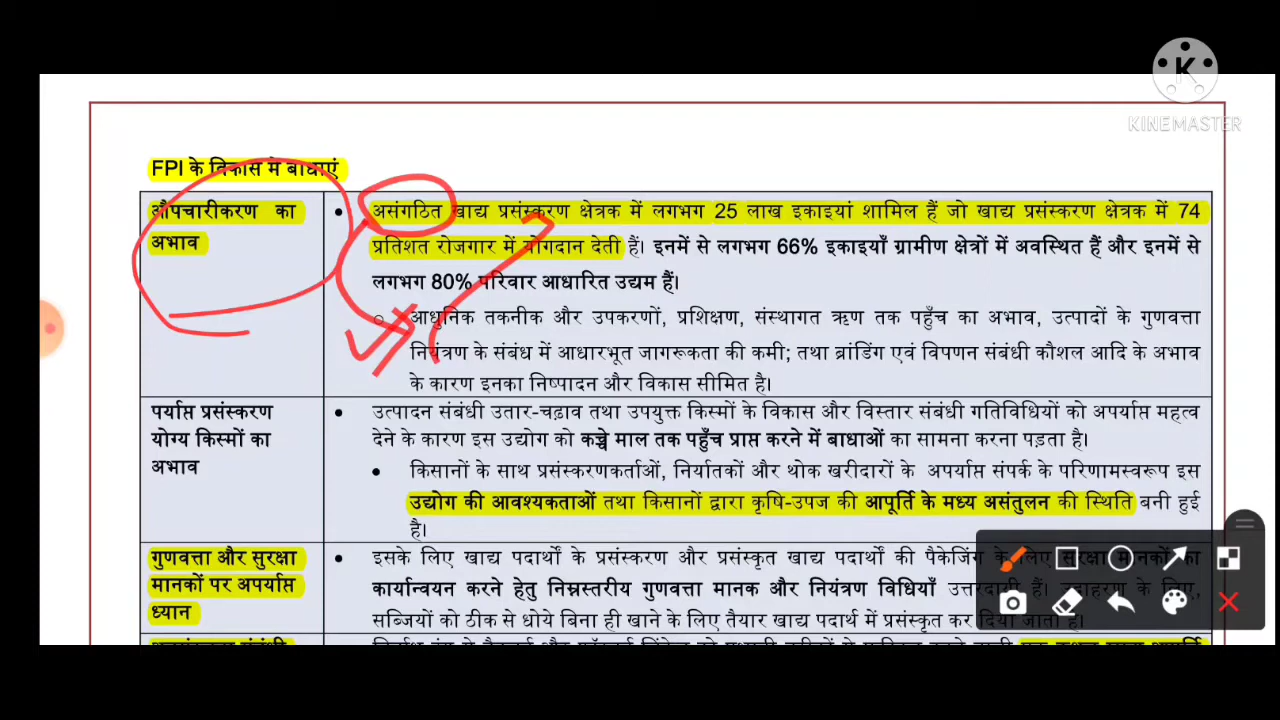 K
KINEMASTER
FPI के विकास में बाधाएं
औपचारीकरण का
अभाव
• असंगठित खाद्य प्रसंस्करण क्षेत्रक में लगभग 25 लाख इकाइयां शामिल हैं जो खाद्य प्रसंस्करण क्षेत्रक में 74
प्रतिशत रोजगार में योगदान देती हैं। इनमें से लगभग 66% इकाइयाँ ग्रामीण क्षेत्रों में अवस्थित हैं और इनमें से
लगभग 80% परिवार आधारित उद्यम हैं।
○ आधुनिक तकनीक और उपकरणों, प्रशिक्षण, संस्थागत ऋण तक पहुँच का अभाव, उत्पादों के गुणवत्ता
नियंत्रण के संबंध में आधारभूत जागरूकता की कमी; तथा ब्रांडिंग एवं विपणन संबंधी कौशल आदि के अभाव
के कारण इनका निष्पादन और विकास सीमित है।
पर्याप्त प्रसंस्करण
योग्य किस्मों का
अभाव
• उत्पादन संबंधी उतार-चढ़ाव तथा उपयुक्त किस्मों के विकास और विस्तार संबंधी गतिविधियों को अपर्याप्त महत्व
देने के कारण इस उद्योग को कच्चे माल तक पहुँच प्राप्त करने में बाधाओं का सामना करना पड़ता है।
• किसानों के साथ प्रसंस्करणकर्ताओं, निर्यातकों और थोक खरीदारों के अपर्याप्त संपर्क के परिणामस्वरूप इस
उद्योग की आवश्यकताओं तथा किसानों द्वारा कृषि-उपज की आपूर्ति के मध्य असंतुलन की स्थिति बनी हुई
है।
गुणवत्ता और सुरक्षा
मानकों पर अपर्याप्त
ध्यान
• इसके लिए खाद्य पदार्थों के प्रसंस्करण और प्रसंस्कृत खाद्य पदार्थों की पैकेजिंग के लिए सुरक्षा मानकों का
कार्यान्वयन करने हेतु निम्नस्तरीय गुणवत्ता मानक और नियंत्रण विधियाँ उत्तरदायी हैं। उदाहरण के लिए,
सब्जियों को ठीक से धोये बिना ही खाने के लिए तैयार खाद्य पदार्थ में प्रसंस्कृत कर दिया जाता है।